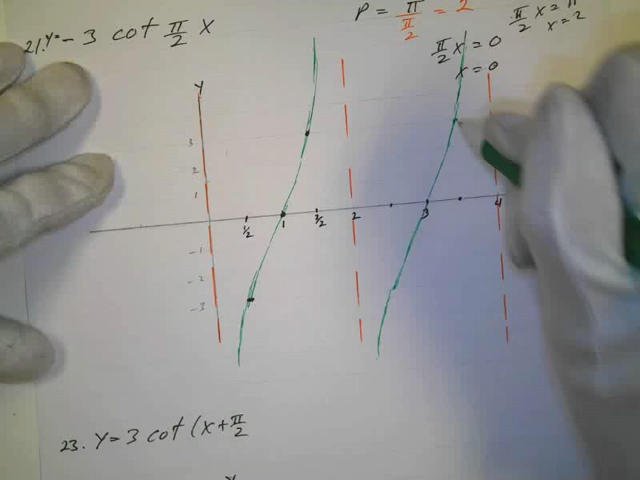 21. y = -3 cot π/2 x
P = π / π/2 = 2
π/2 x = π
x = 2
π/2 x = 0
x = 0
Y
3
2
1
1/2 1 1/2 2 3 4
-1
-2
-3
23. Y = 3 cot (x + π/2
Y